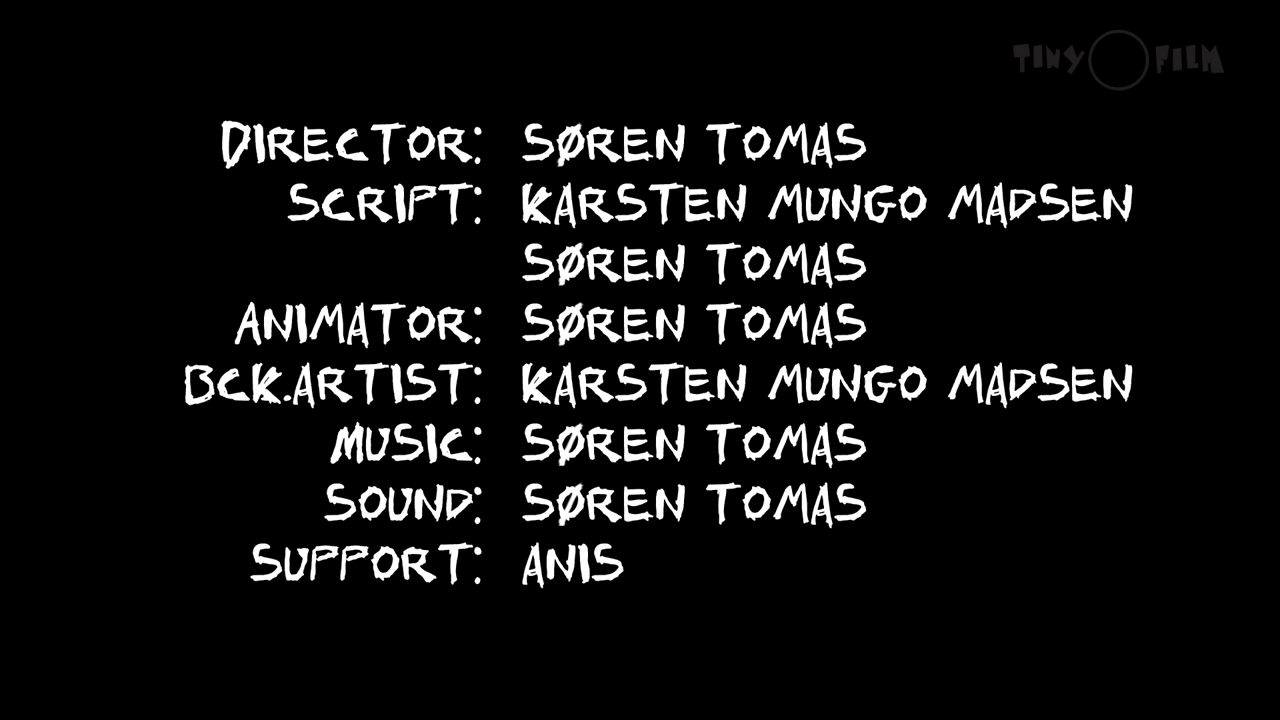 TINY FILM
DIRECTOR: SØREN TOMAS
SCRIPT: KARSTEN MUNGO MADSEN
SØREN TOMAS
ANIMATOR: SØREN TOMAS
BCK.ARTIST: KARSTEN MUNGO MADSEN
MUSIC: SØREN TOMAS
SOUND: SØREN TOMAS
SUPPORT: ANIS